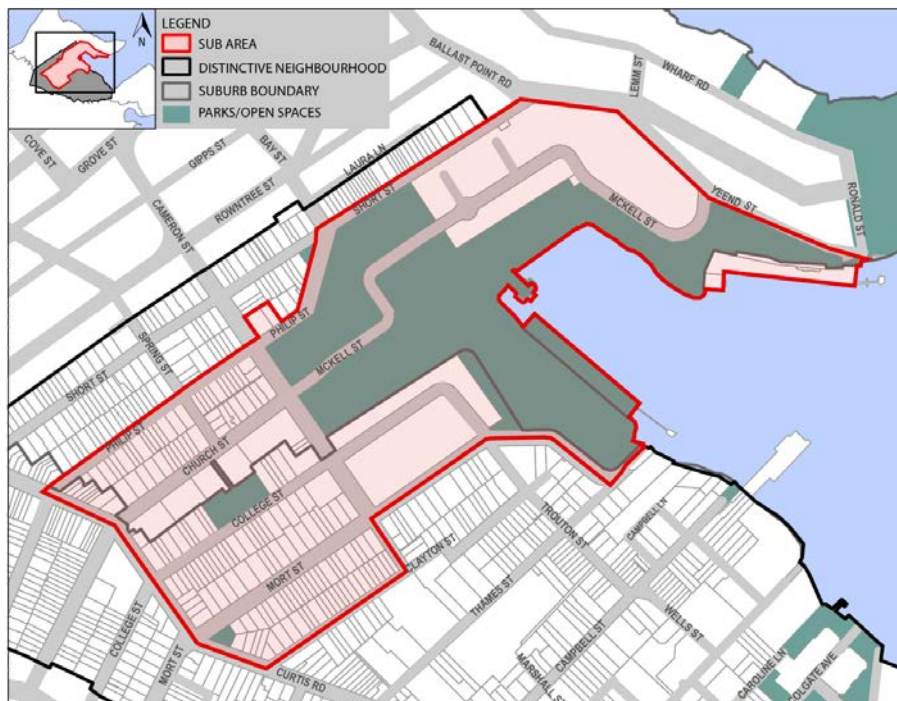 LEGEND
N
SUB AREA
DISTINCTIVE NEIGHBOURHOOD
SUBURB BOUNDARY
PARKS/OPEN SPACES
BALLAST POINT RD
LEMM ST
WHARF RD
COVE ST
GROVE ST
GIPPS ST
BAY ST
LAURA LN
ROWNTREE ST
CAMERON ST
SHORT ST
MCKELL ST
YEEND ST
RONALD ST
PHILIP ST
MCKELL ST
SPRING ST
SHORT ST
PHILIP ST
CHURCH ST
COLLEGE ST
MORT ST
CLAYTON ST
TROUTON ST
CAMPBELL LN
THAMES ST
WELLS ST
CAMPBELL ST
MARSHALL ST
COLLEGE ST
MORT ST
CURTIS RD
CAROLINE LN
COLGATE AVE